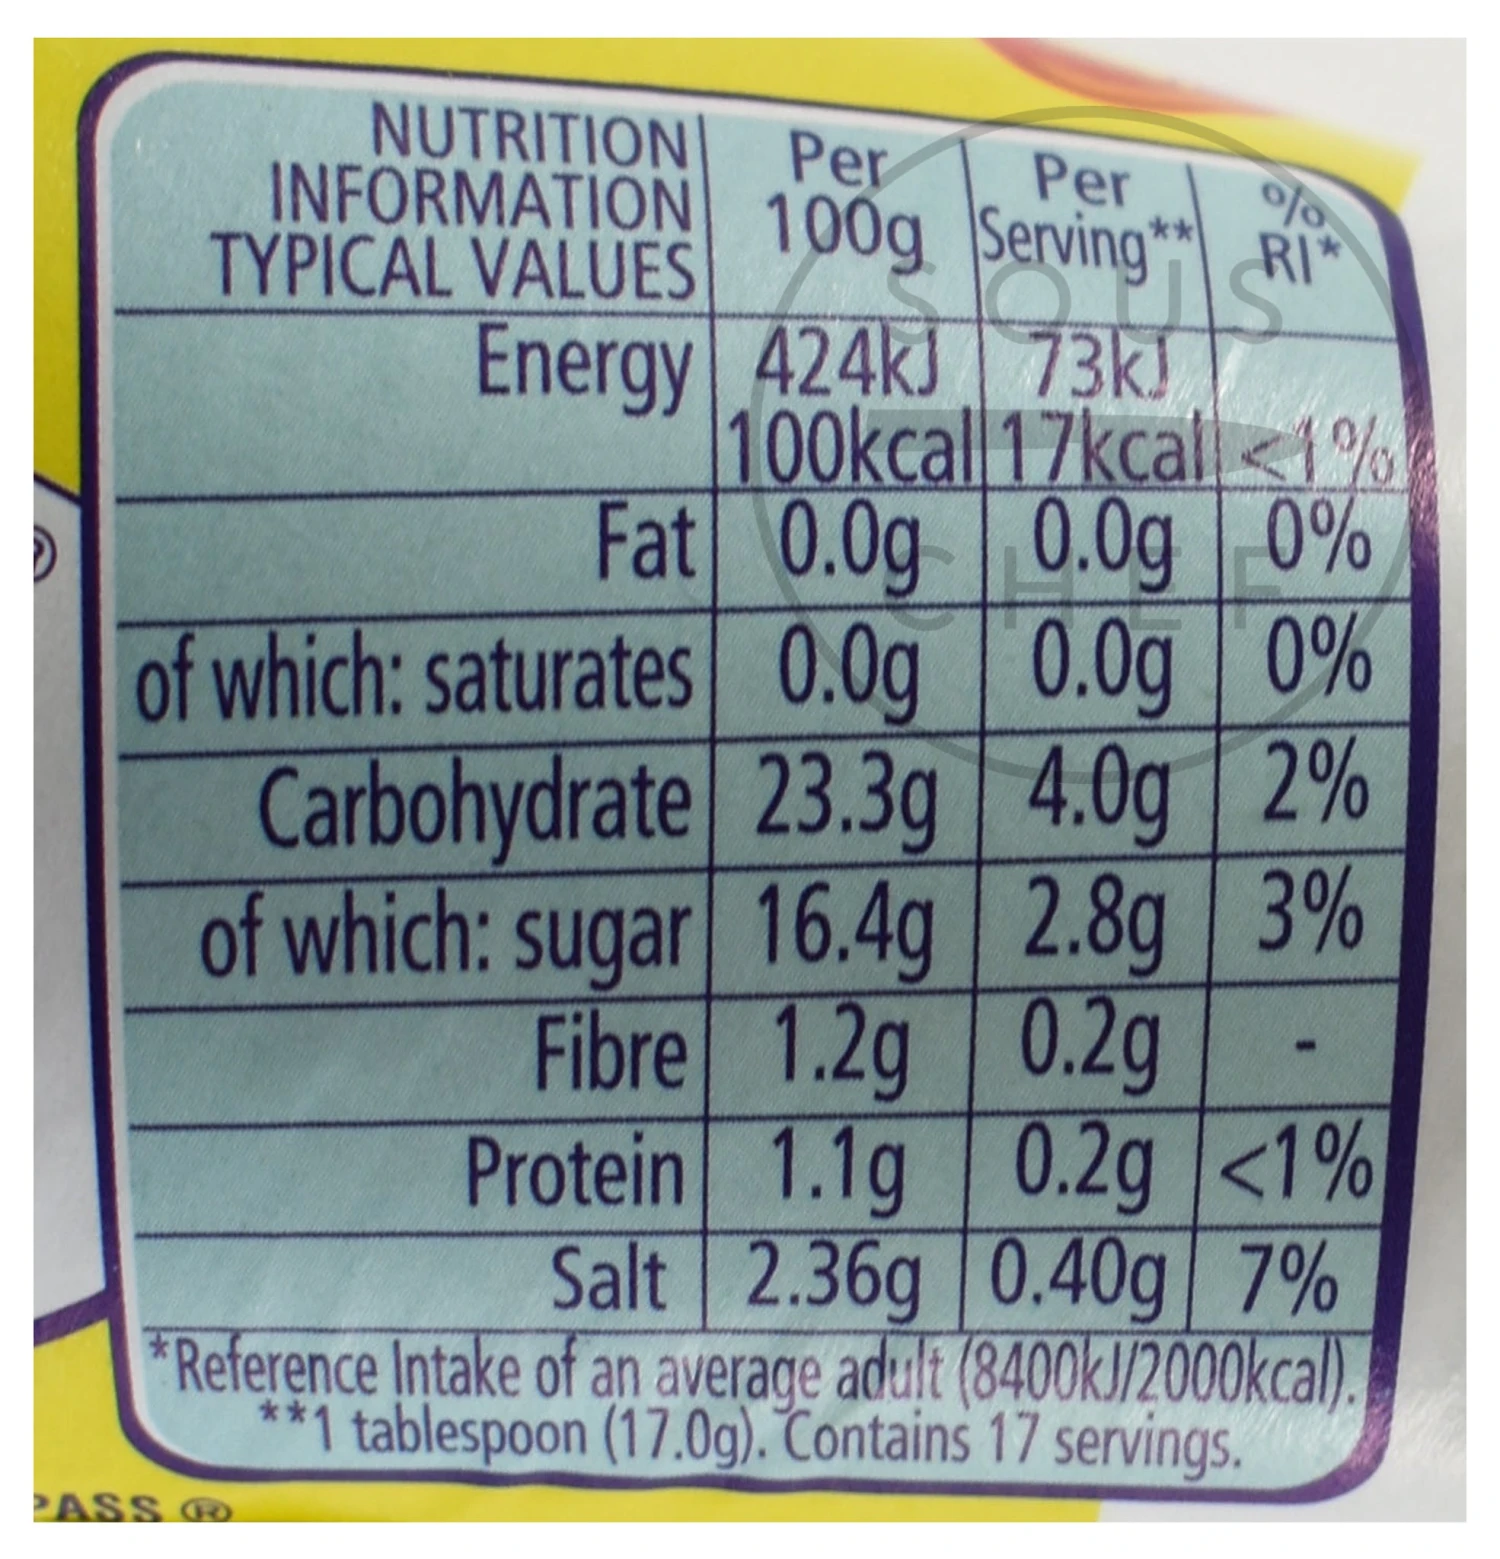 NUTRITION INFORMATION TYPICAL VALUES Per 100g Per Serving** % RI*
Energy 424kJ 73kJ
100kcal 17kcal <1%
Fat 0.0g 0.0g 0%
of which: saturates 0.0g 0.0g 0%
Carbohydrate 23.3g 4.0g 2%
of which: sugar 16.4g 2.8g 3%
Fibre 1.2g 0.2g -
Protein 1.1g 0.2g <1%
Salt 2.36g 0.40g 7%
*Reference Intake of an average adult (8400kJ/2000kcal).
**1 tablespoon (17.0g). Contains 17 servings.
PASS ®
SOUS
CHEF